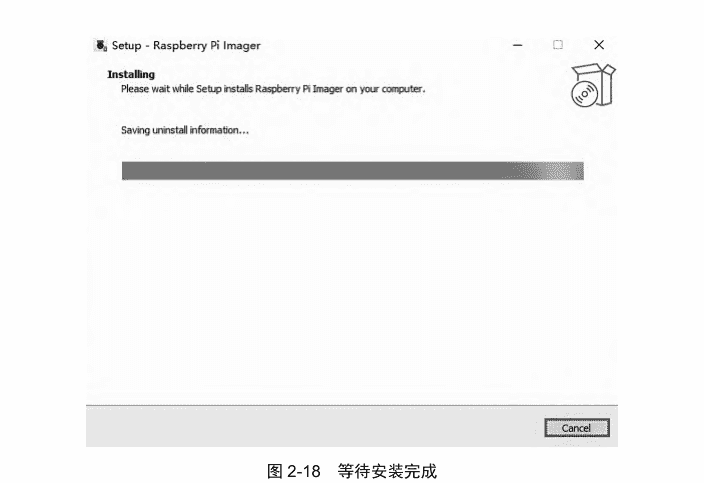 Setup - Raspberry Pi Imager
Installing
Please wait while Setup installs Raspberry Pi Imager on your computer.
Saving uninstall information...
Cancel
图 2-18 等待安装完成